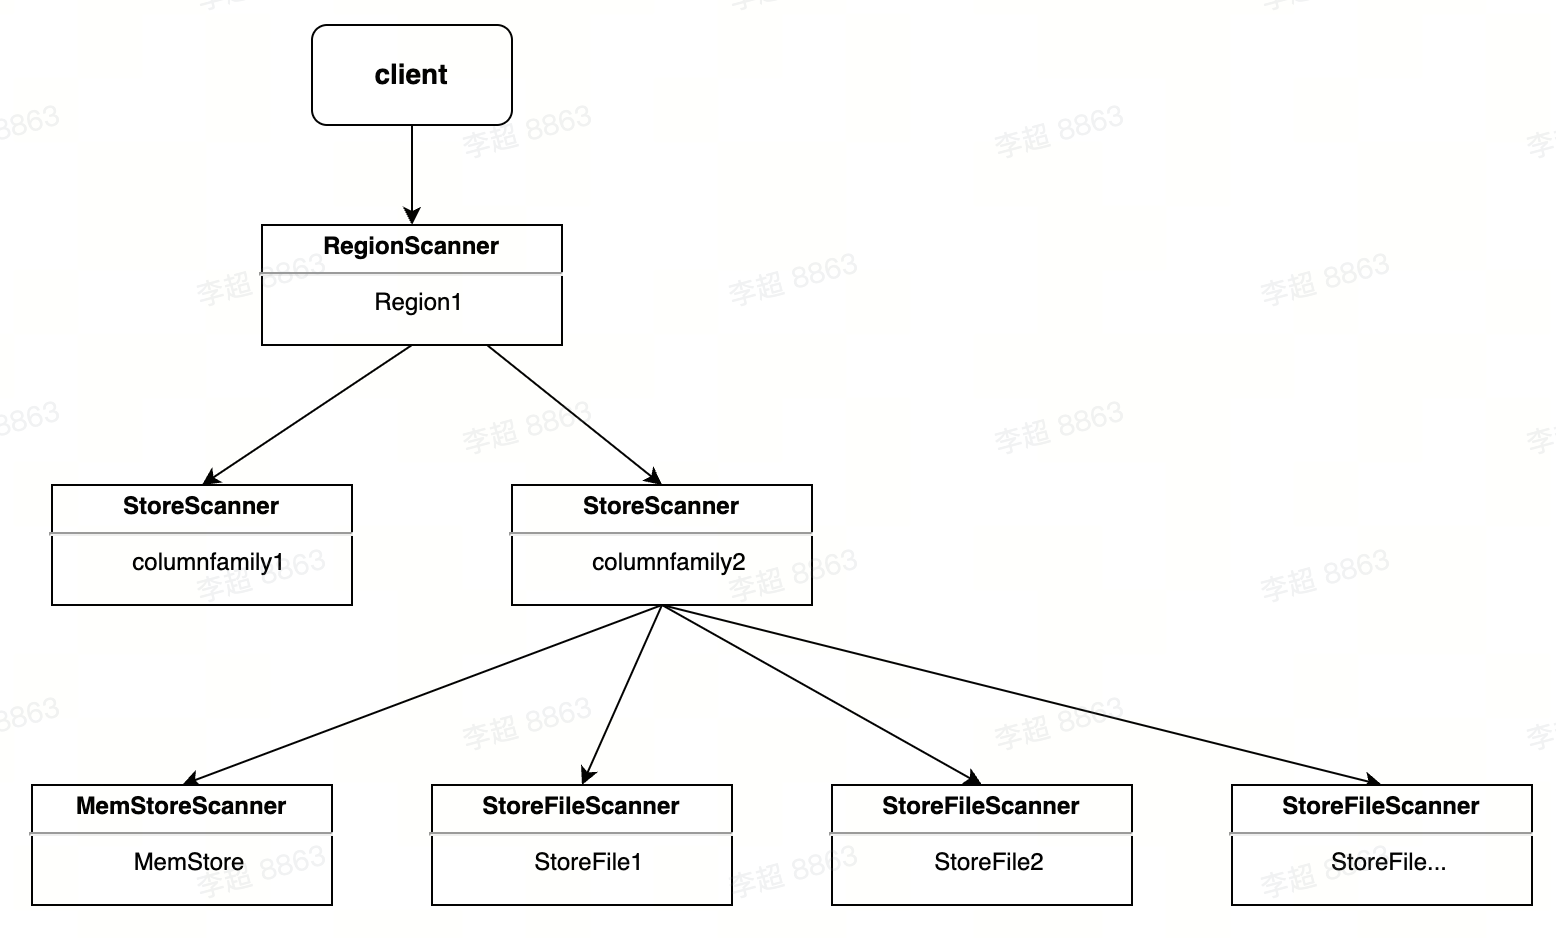 client
RegionScanner
Region1
StoreScanner
columnfamily1
StoreScanner
columnfamily2
MemStoreScanner
MemStore
StoreFileScanner
StoreFile1
StoreFileScanner
StoreFile2
StoreFileScanner
StoreFile...
李超 8863